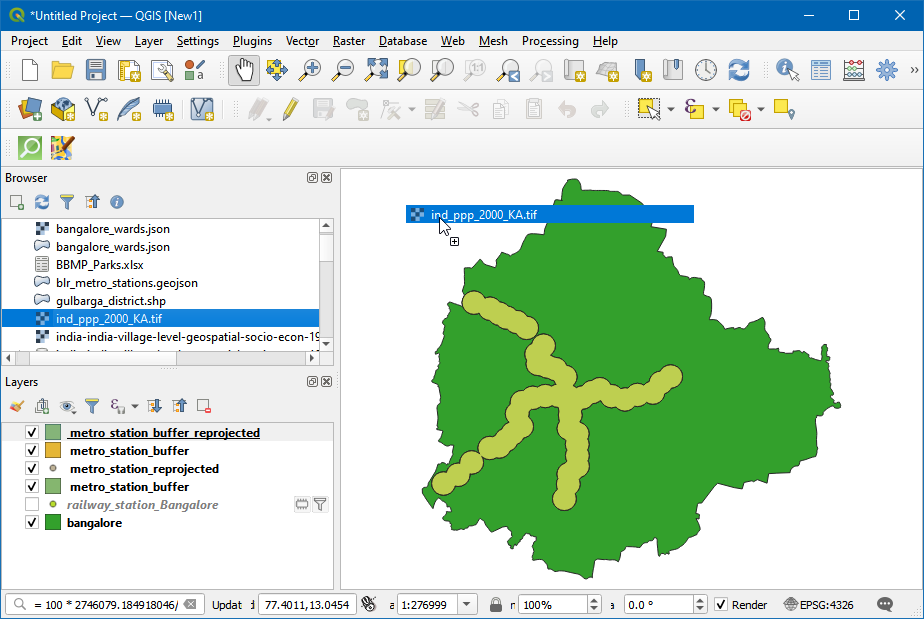 *Untitled Project — QGIS [New1]
Project Edit View Layer Settings Plugins Vector Raster Database Web Mesh Processing Help
Browser
bangalore_wards.json
bangalore_wards.json
BBMP_Parks.xlsx
blr_metro_stations.geojson
gulbarga_district.shp
ind_ppp_2000_KA.tif
india-india-village-level-geospatial-socio-econ-19
ind_ppp_2000_KA.tif
Layers
metro_station_buffer reprojected
metro_station_buffer
metro_station_reprojected
metro_station_buffer
railway_station_Bangalore
bangalore
= 100 * 2746079.184918046/ Updat 77.4011,13.0454 1:276999 100% 0.0 ° Render EPSG:4326